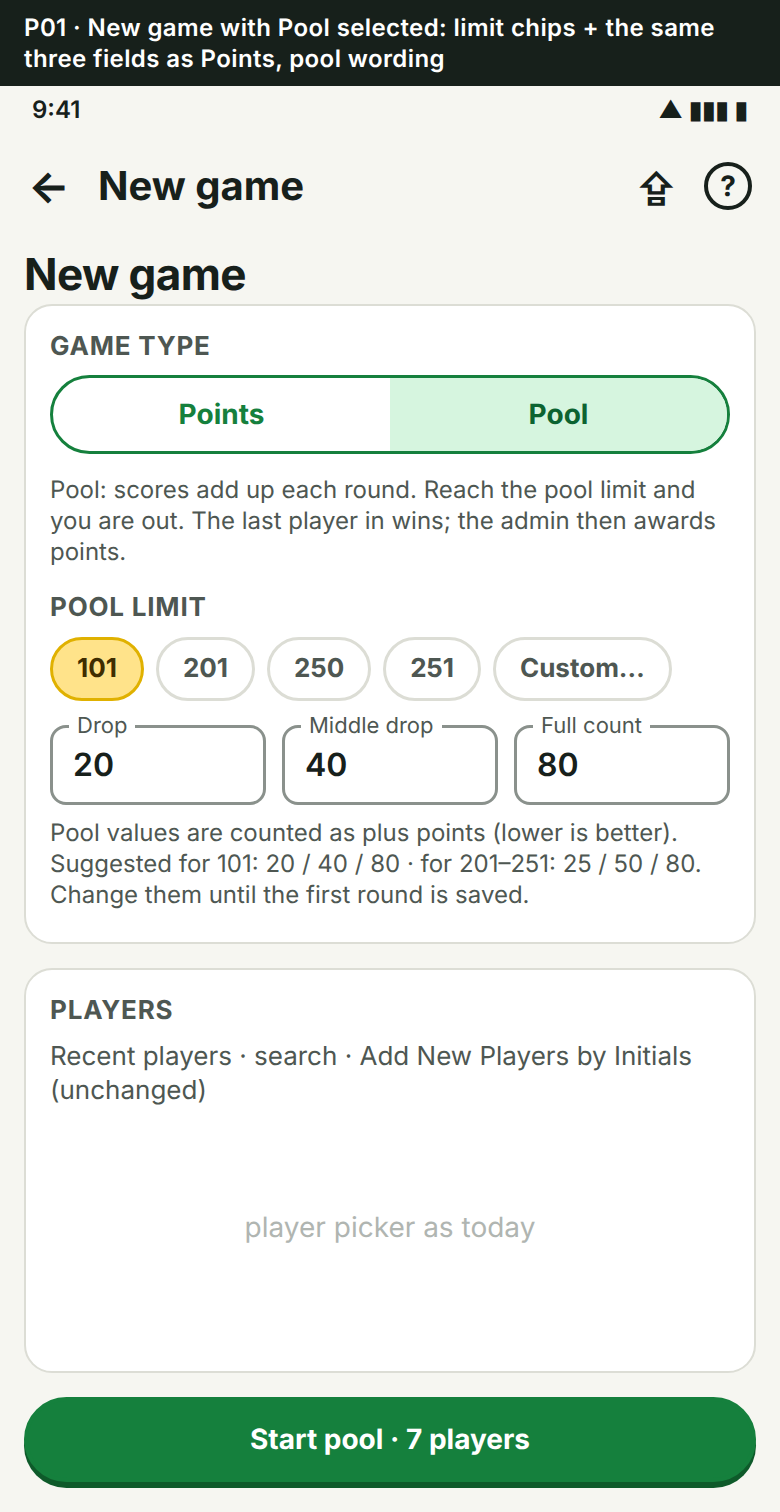 P01 · New game with Pool selected: limit chips + the same
three fields as Points, pool wording
9:41
New game
?
New game
GAME TYPE
Points
Pool
Pool: scores add up each round. Reach the pool limit and
you are out. The last player in wins; the admin then awards
points.
POOL LIMIT
101
201
250
251
Custom...
Drop
Middle drop
Full count
20
40
80
Pool values are counted as plus points (lower is better).
Suggested for 101: 20 / 40 / 80 · for 201–251: 25 / 50 / 80.
Change them until the first round is saved.
PLAYERS
Recent players · search · Add New Players by Initials
(unchanged)
player picker as today
Start pool · 7 players